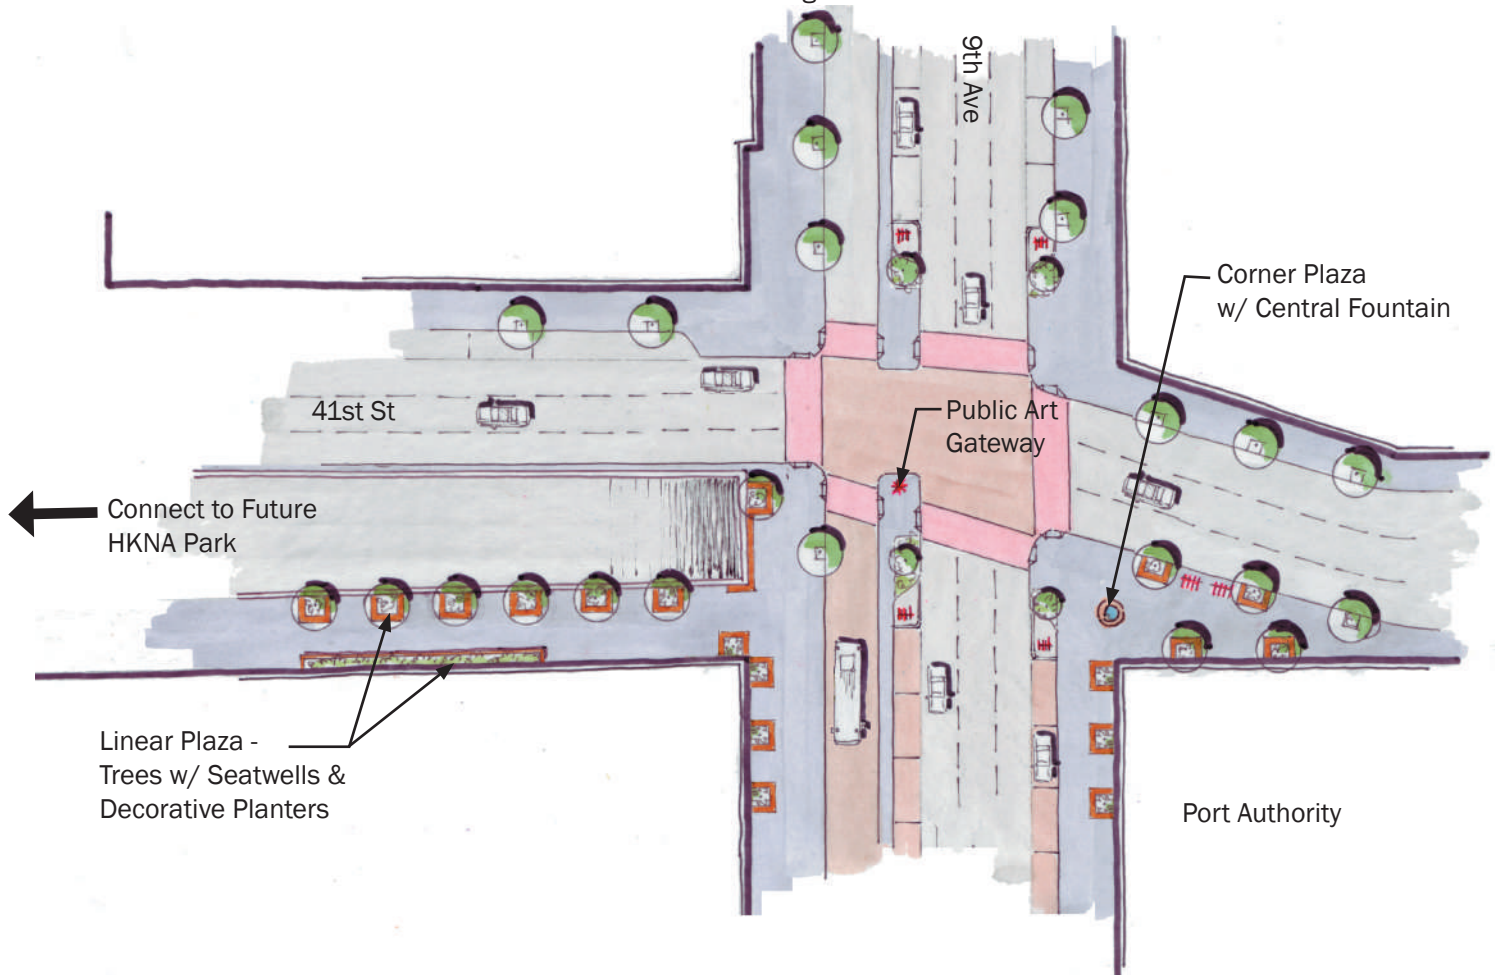 9th Ave
Corner Plaza
w/ Central Fountain
41st St
Public Art
Gateway
Connect to Future
HKNA Park
Linear Plaza -
Trees w/ Seatwells &
Decorative Planters
Port Authority